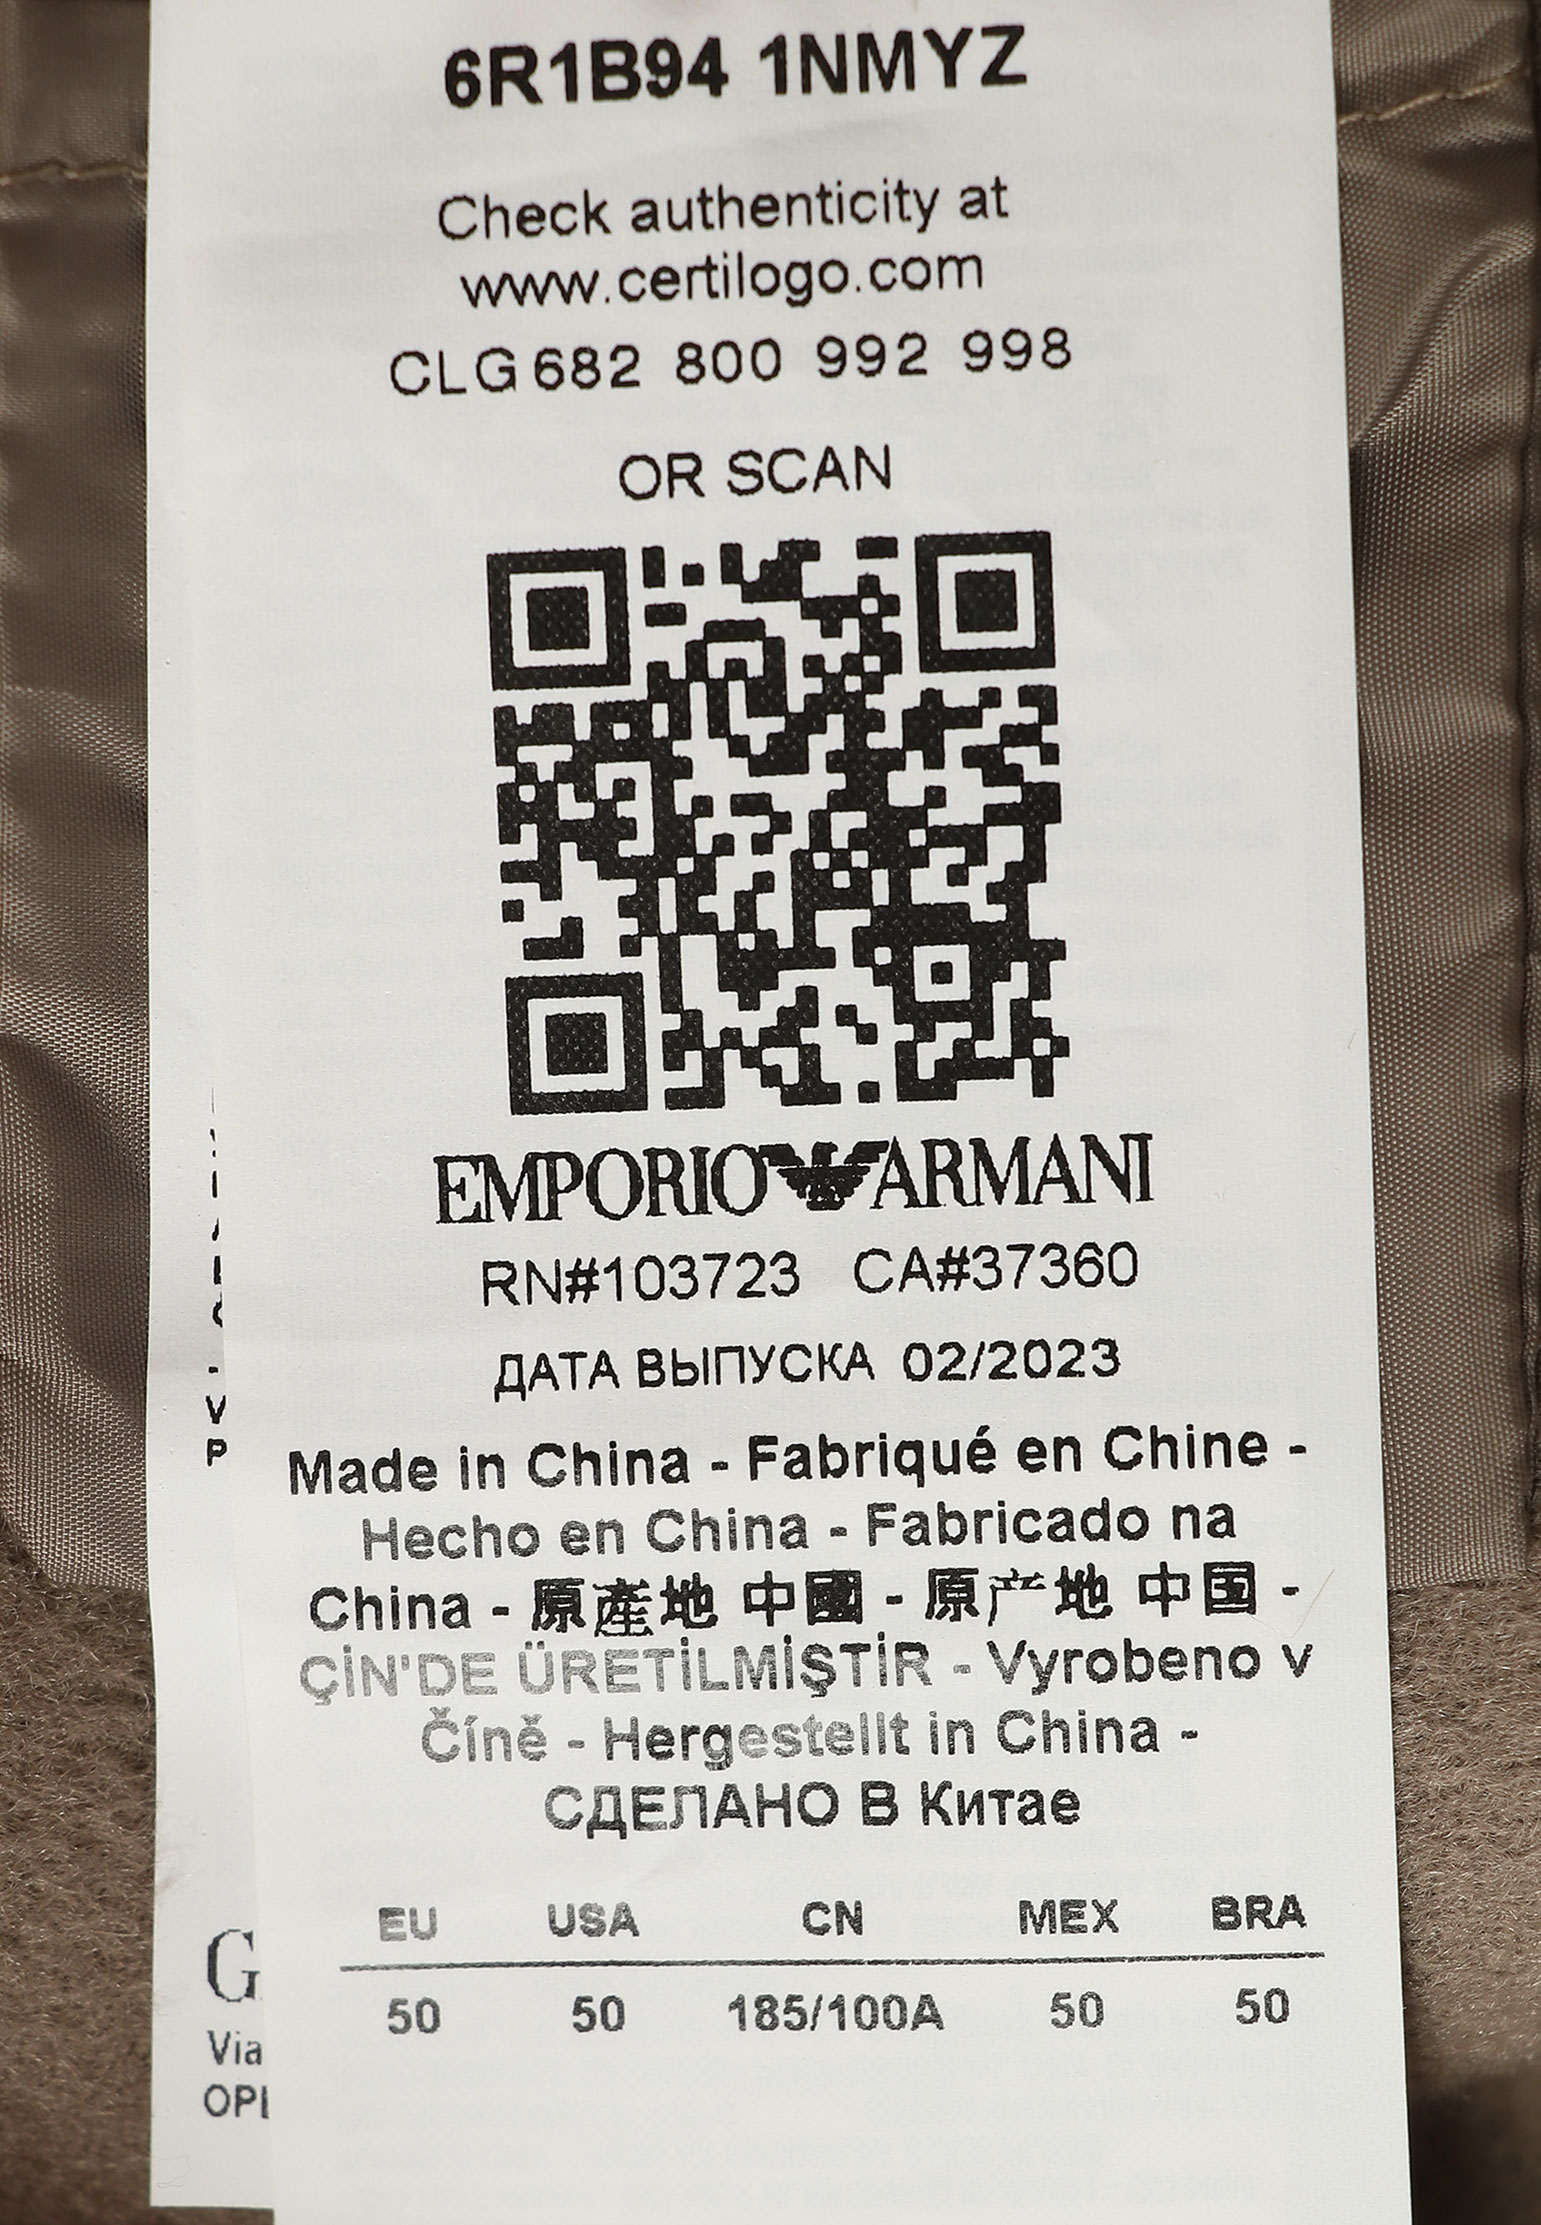 6R1B94 1NMYZ
Check authenticity at
www.certilogo.com
CLG 682 800 992 998
OR SCAN
EMPORIO ARMANI
RN#103723 CA#37360
ДАТА ВЫПУСКА 02/2023
Made in China - Fabriqué en Chine -
Hecho en China - Fabricado na
China - 原產地 中國 - 原产地 中国 -
ÇİN'DE ÜRETİLMİŞTİR - Vyrobeno v
Číně - Hergestellt in China -
СДЕЛАНО В Китае
EU USA CN MEX BRA
50 50 185/100A 50 50
V
P
G
Via